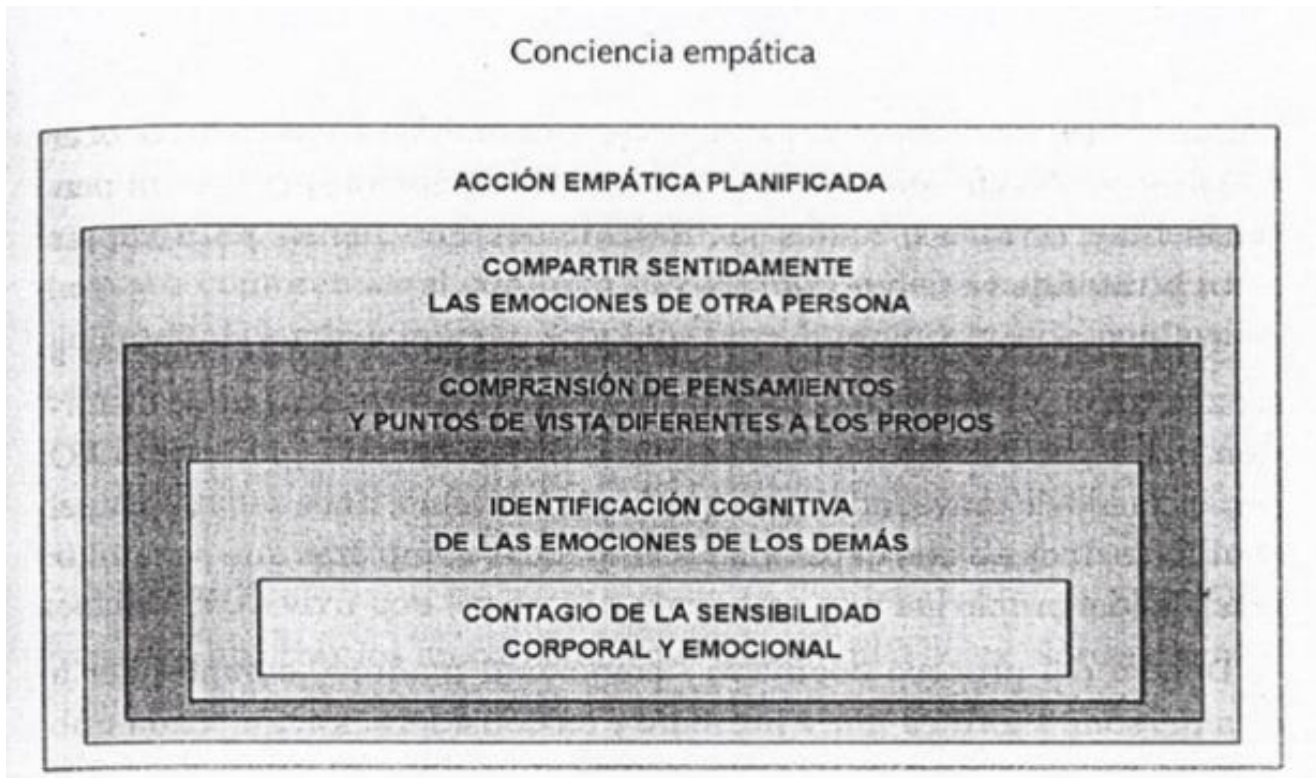 Conciencia empática
ACCIÓN EMPÁTICA PLANIFICADA
COMPARTIR SENTIDAMENTE
LAS EMOCIONES DE OTRA PERSONA
COMPRENSIÓN DE PENSAMIENTOS
Y PUNTOS DE VISTA DIFERENTES A LOS PROPIOS
IDENTIFICACIÓN COGNITIVA
DE LAS EMOCIONES DE LOS DEMÁS
CONTAGIO DE LA SENSIBILIDAD
CORPORAL Y EMOCIONAL